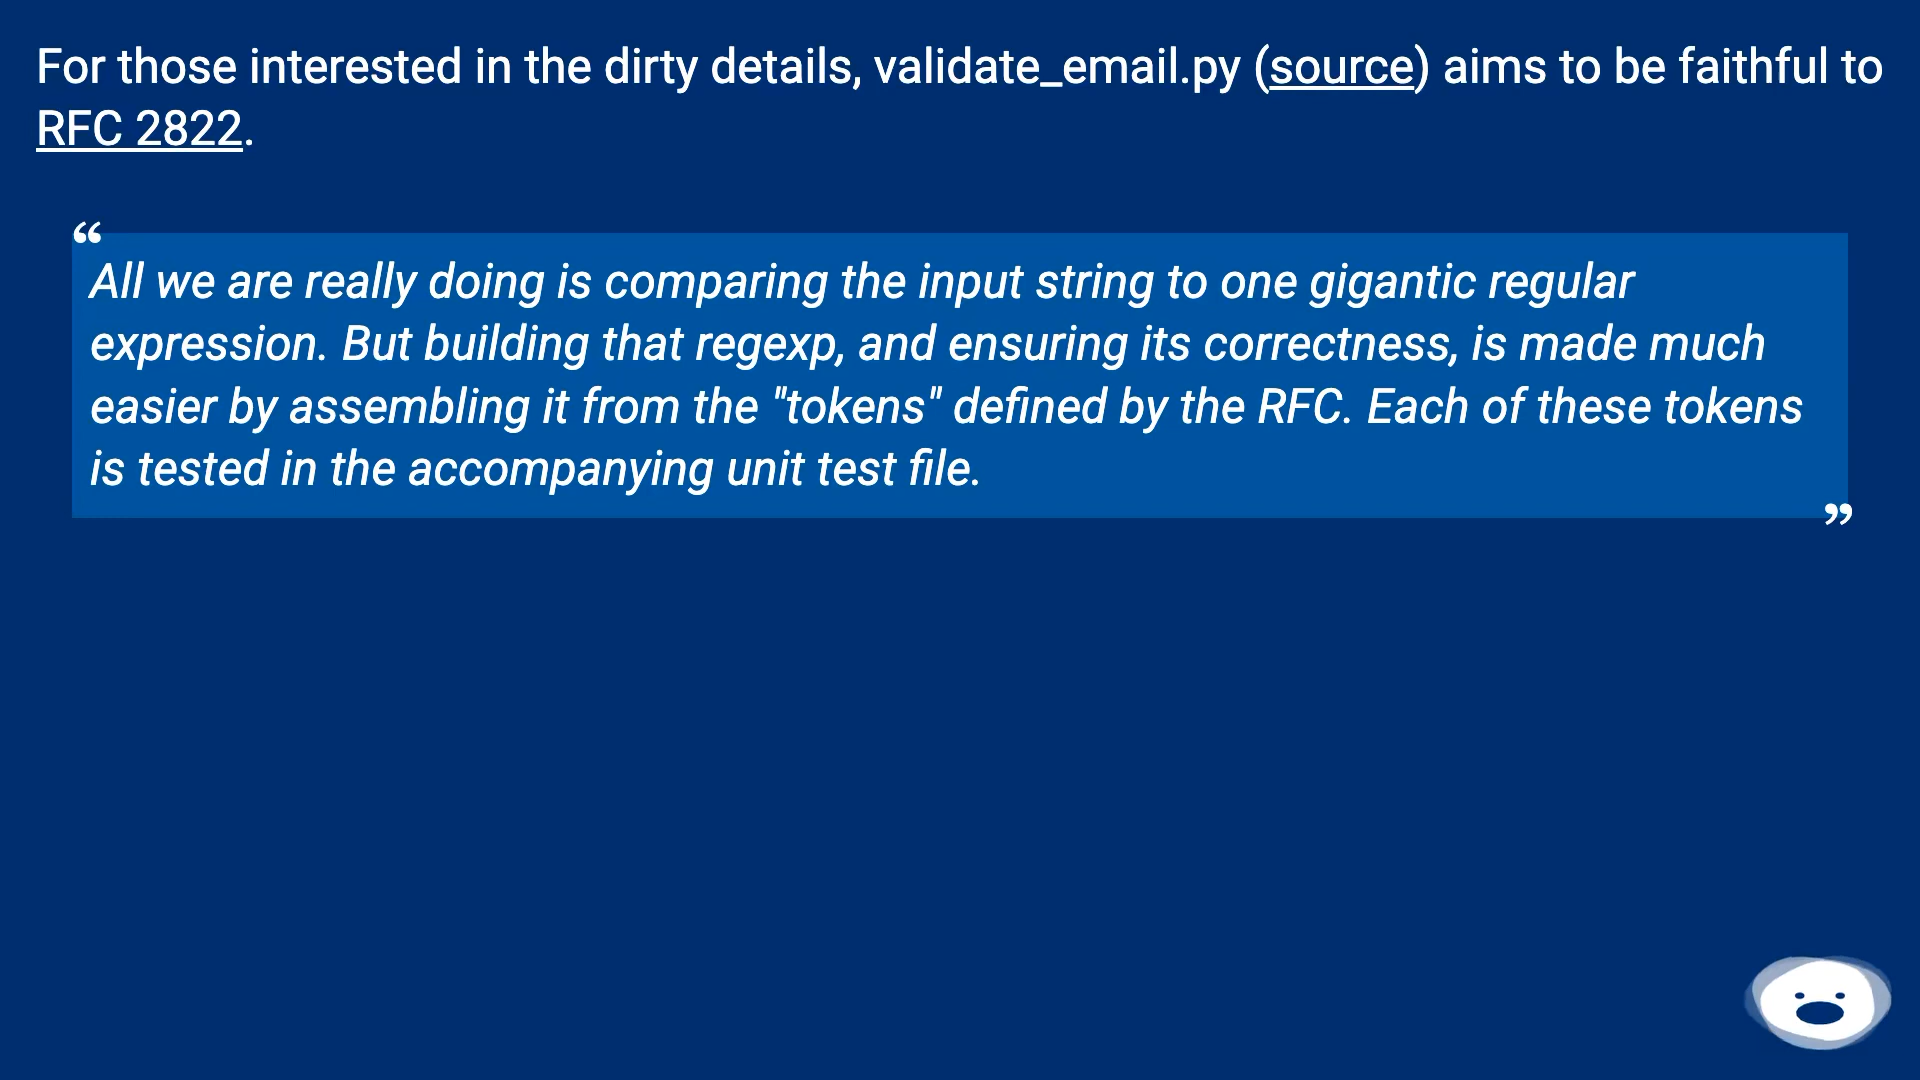 For those interested in the dirty details, validate_email.py (source) aims to be faithful to
RFC 2822.
“
All we are really doing is comparing the input string to one gigantic regular
expression. But building that regexp, and ensuring its correctness, is made much
easier by assembling it from the "tokens" defined by the RFC. Each of these tokens
is tested in the accompanying unit test file.
”